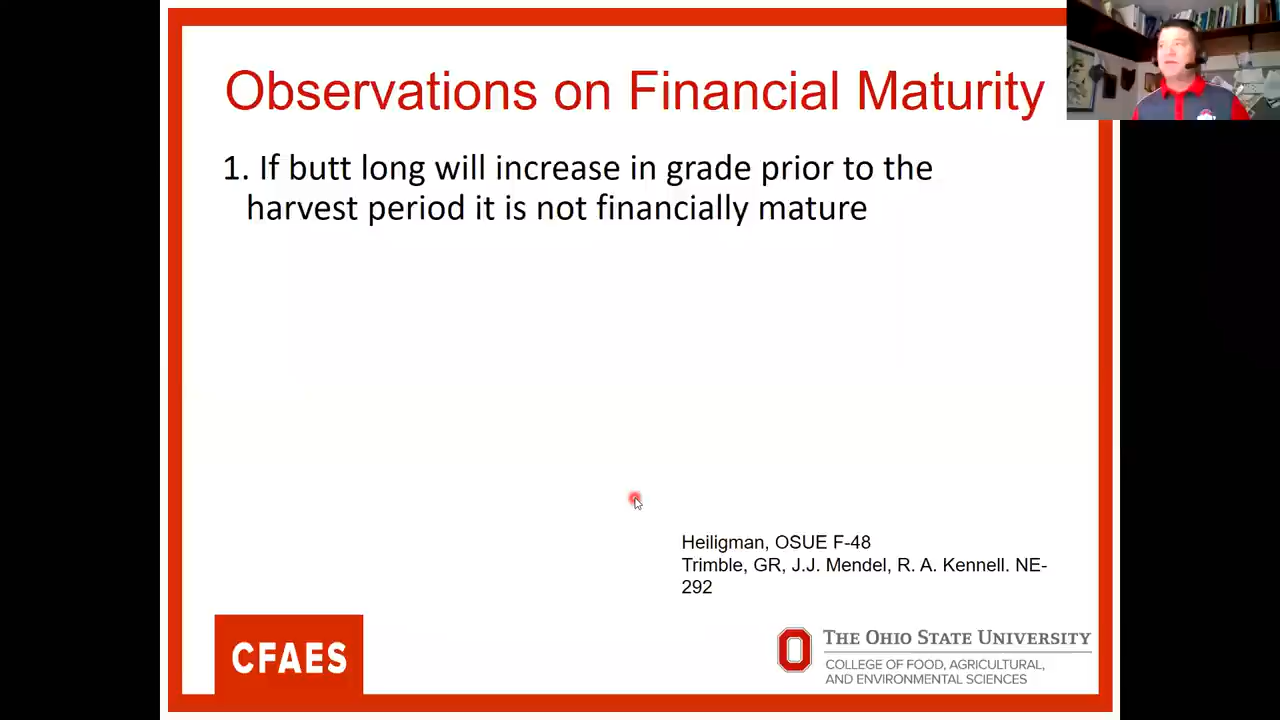 Observations on Financial Maturity
1. If butt long will increase in grade prior to the
harvest period it is not financially mature
Heiligman, OSUE F-48
Trimble, GR, J.J. Mendel, R. A. Kennell. NE-
292
CFAES
THE OHIO STATE UNIVERSITY
COLLEGE OF FOOD, AGRICULTURAL,
AND ENVIRONMENTAL SCIENCES